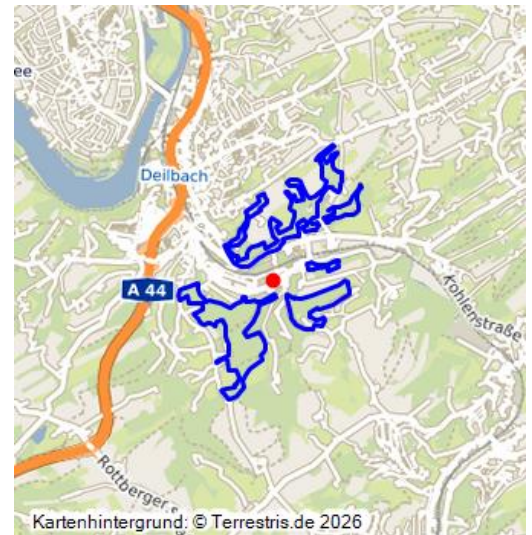 ee
Deilbach
A 44
Kohlenstraße
Rottberger S
Kartenhintergrund: © Terrestris.de 2026